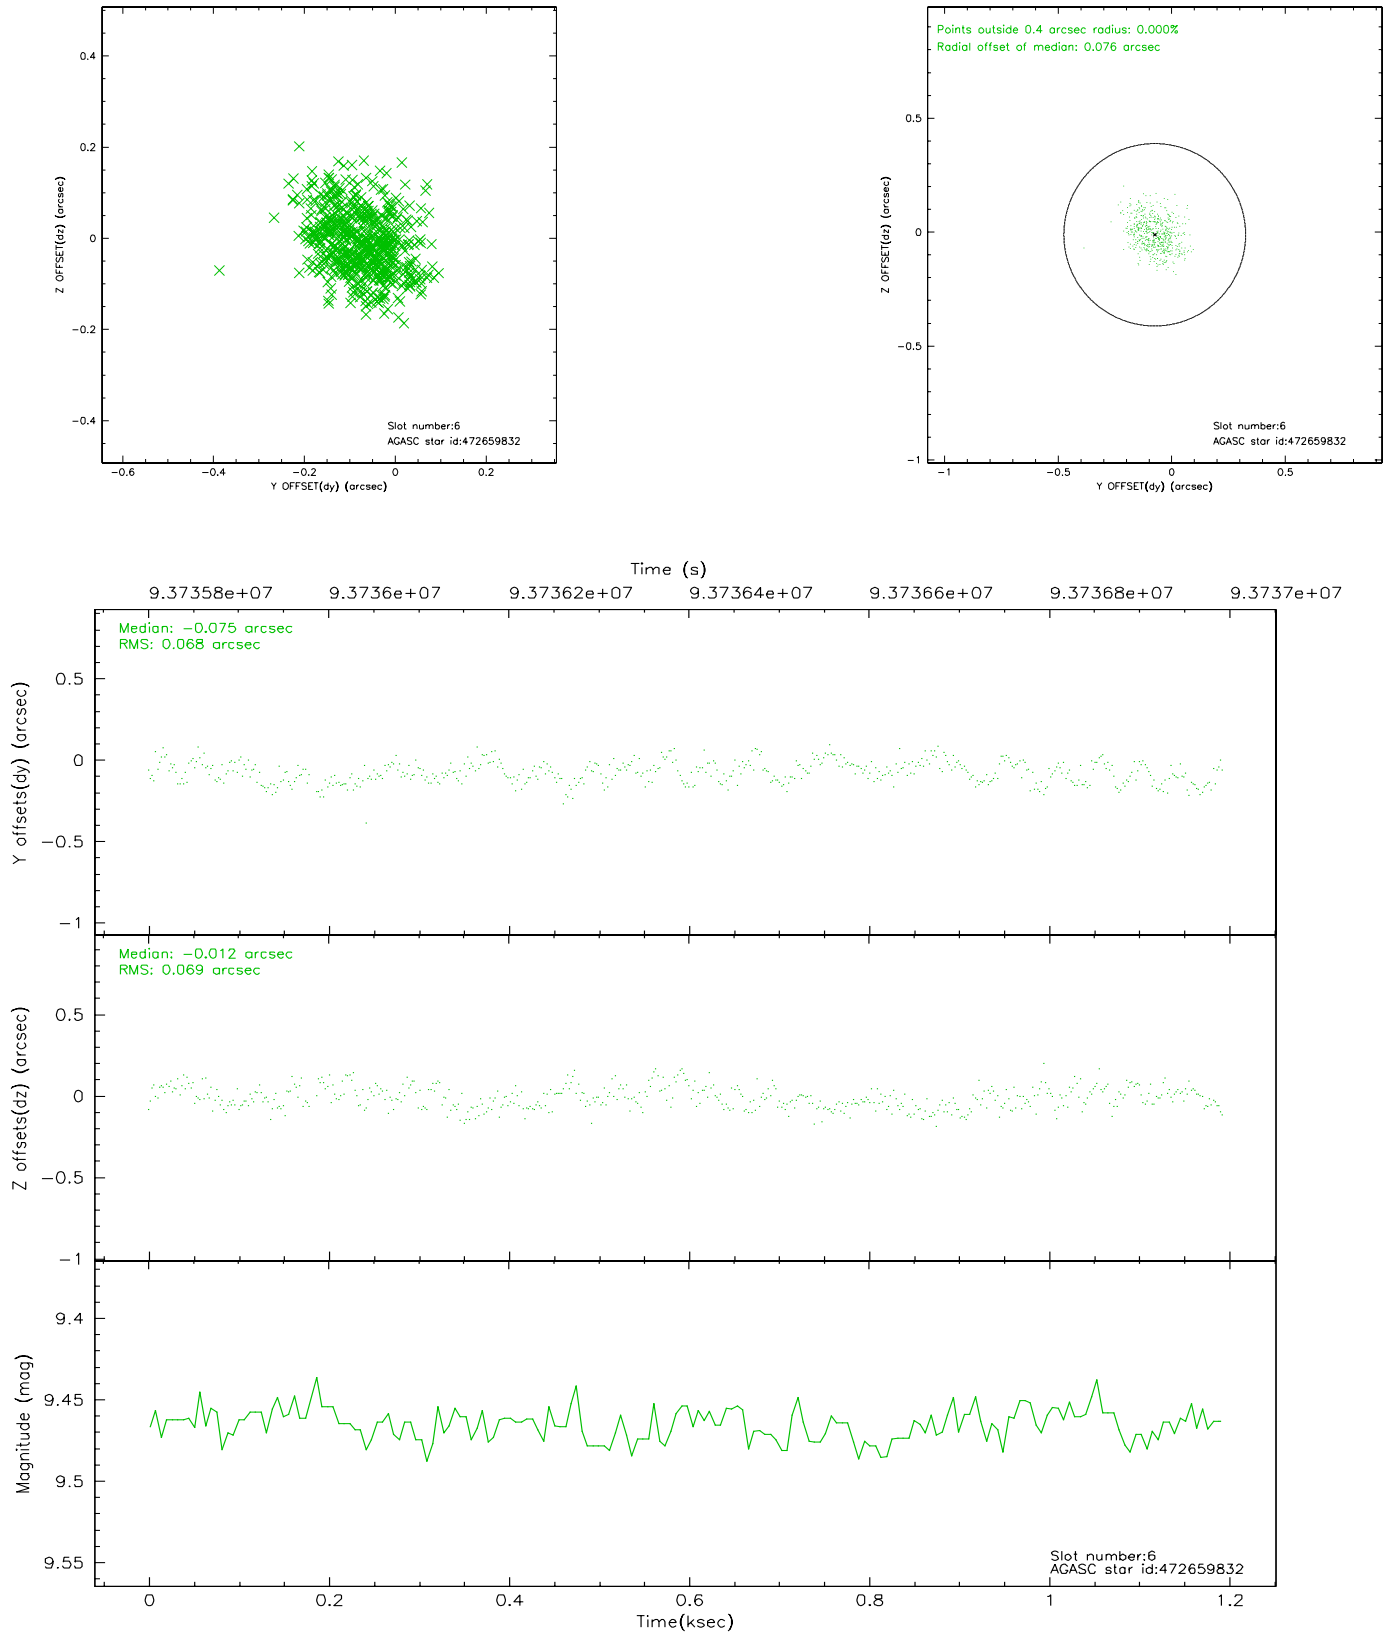 0.4
0.2
0
−0.2
−0.4
Z OFFSET(dz) (arcsec)
Slot number:6
AGASC star id:472659832
−0.6 −0.4 −0.2 0 0.2
Y OFFSET(dy) (arcsec)
Points outside 0.4 arcsec radius: 0.000%
Radial offset of median: 0.076 arcsec
0.5
0
−0.5
−1
Z OFFSET(dz) (arcsec)
Slot number:6
AGASC star id:472659832
−1 −0.5 0 0.5
Y OFFSET(dy) (arcsec)
Time (s)
9.37358e+07 9.3736e+07 9.37362e+07 9.37364e+07 9.37366e+07 9.37368e+07 9.3737e+07
Median: −0.075 arcsec
RMS: 0.068 arcsec
0.5
0
−0.5
−1
Y offsets(dy) (arcsec)
Median: −0.012 arcsec
RMS: 0.069 arcsec
0.5
0
−0.5
−1
Z offsets(dz) (arcsec)
9.4
9.45
9.5
9.55
Magnitude (mag)
Slot number:6
AGASC star id:472659832
0 0.2 0.4 0.6 0.8 1 1.2
Time(ksec)